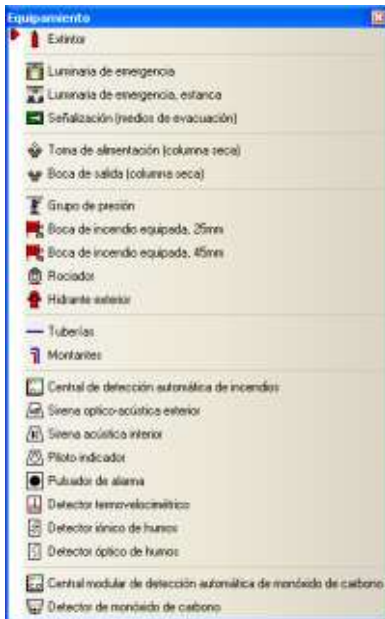 Equipamiento
Extintor
Luminaria de emergencia
Luminaria de emergencia, estanca
Señalización (medios de evacuación)
Toma de alimentación (columna seca)
Boca de salida (columna seca)
Grupo de presión
Boca de incendio equipada, 25mm
Boca de incendio equipada, 45mm
Rociador
Hidrante exterior
Tuberías
Montantes
Central de detección automática de incendios
Sirena optico-acústica exterior
Sirena acústica interior
Piloto indicador
Pulsador de alarma
Detector termovelocimétrico
Detector iónico de humos
Detector óptico de humos
Central modular de detección automática de monóxido de carbono
Detector de monóxido de carbono